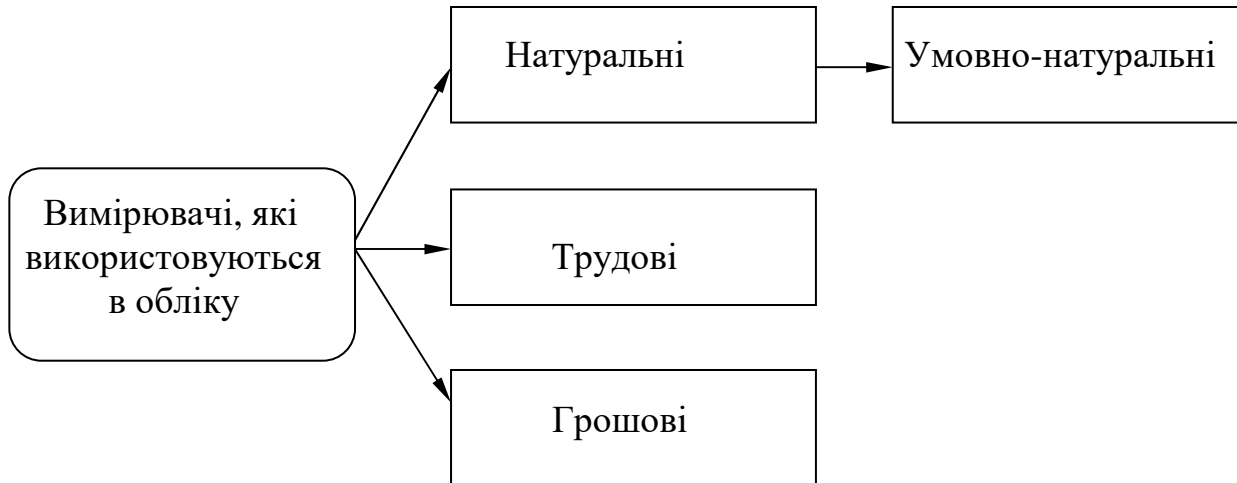 Натуральні
Умовно-натуральні
Вимірювачі, які
використовуються
в обліку
Трудові
Грошові